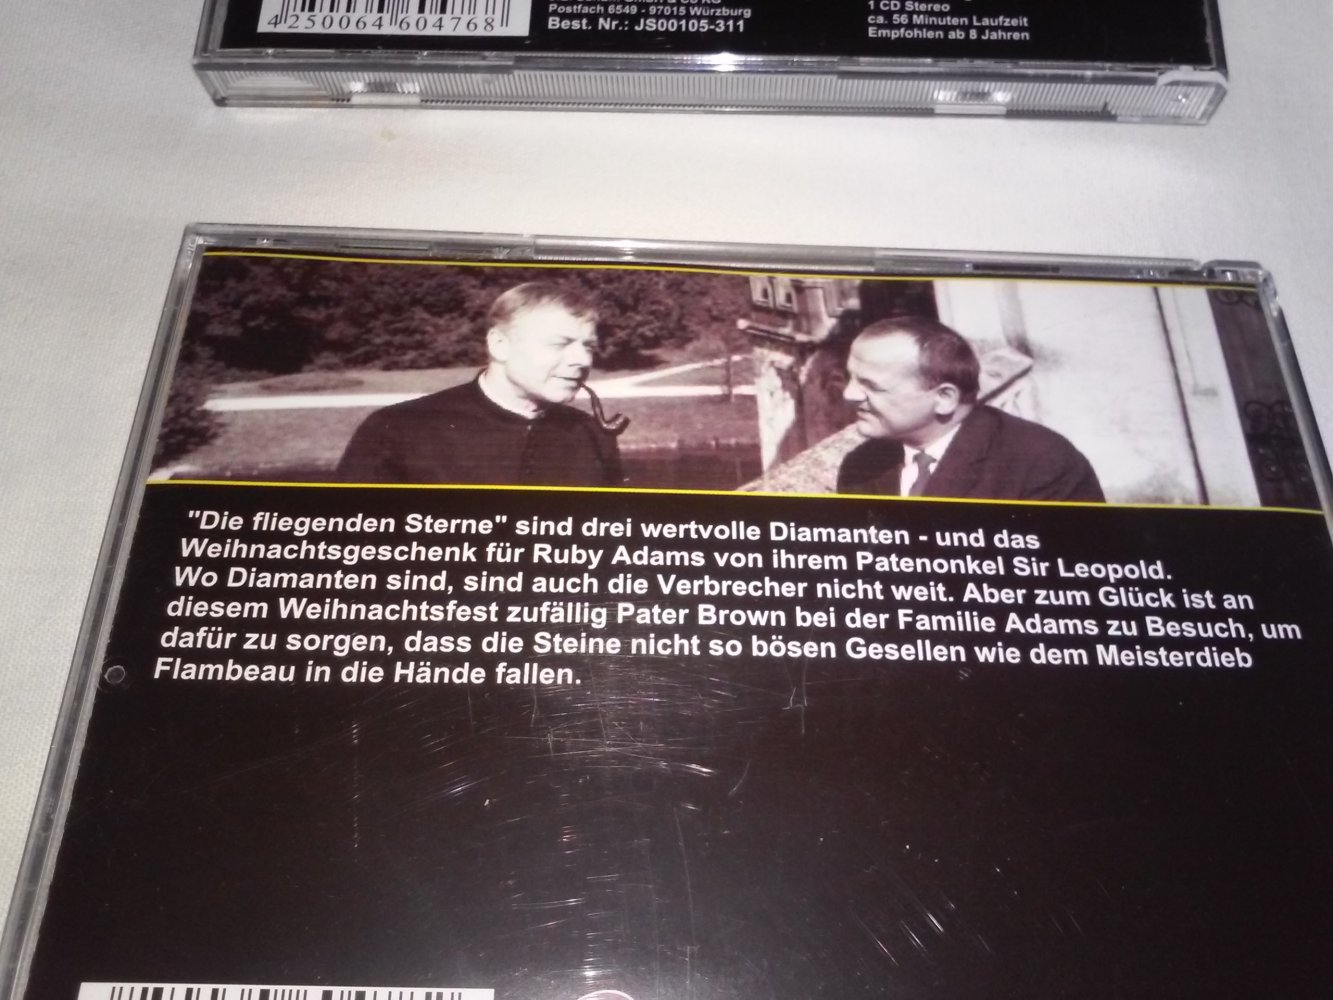 4250064 604768
Postfach 6549 - 97015 Würzburg
Best. Nr.: JS00105-311
1 CD Stereo
ca. 56 Minuten Laufzeit
Empfohlen ab 8 Jahren
"Die fliegenden Sterne" sind drei wertvolle Diamanten - und das
Weihnachtsgeschenk für Ruby Adams von ihrem Patenonkel Sir Leopold.
Wo Diamanten sind, sind auch die Verbrecher nicht weit. Aber zum Glück ist an
diesem Weihnachtsfest zufällig Pater Brown bei der Familie Adams zu Besuch, um
dafür zu sorgen, dass die Steine nicht so bösen Gesellen wie dem Meisterdieb
Flambeau in die Hände fallen.